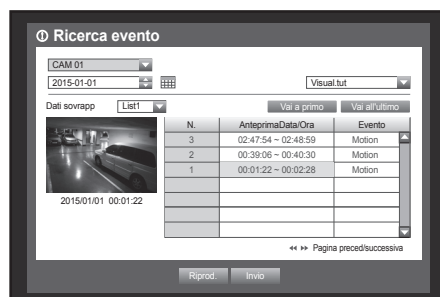 Ricerca evento
CAM 01
2015-01-01
Visual.tut
Dati sovrapp List1 Vai a primo Vai all'ultimo
N. AnteprimaData/Ora Evento
3 02:47:54 ~ 02:48:59 Motion
2 00:39:06 ~ 00:40:30 Motion
1 00:01:22 ~ 00:02:28 Motion
2015/01/01 00:01:22
Pagina preced/successiva
Riprod. Invio